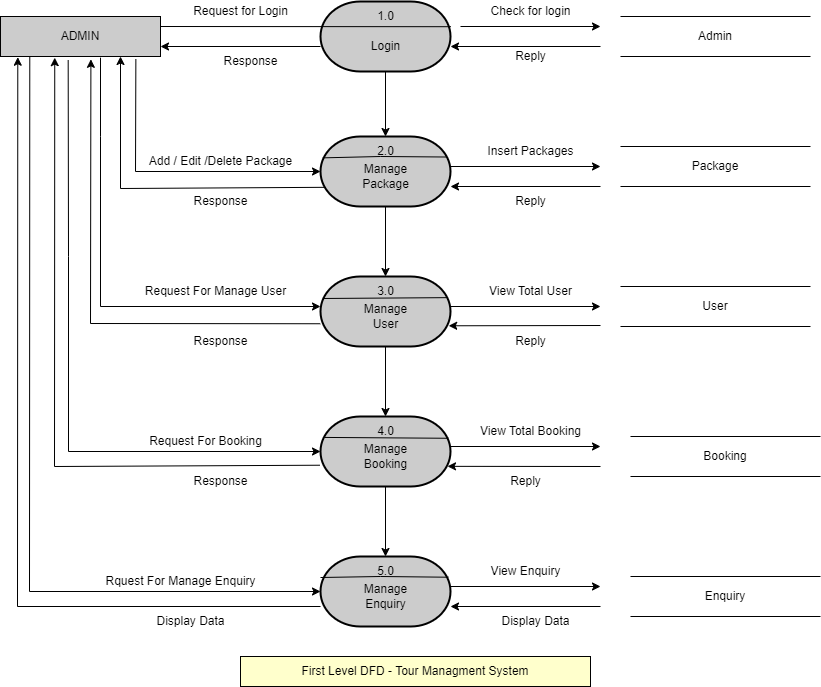 Request for Login
1.0
Check for login
ADMIN
Login
Admin
Response
Reply
Add / Edit /Delete Package
2.0
Manage
Package
Insert Packages
Package
Response
Reply
Request For Manage User
3.0
Manage
User
View Total User
User
Response
Reply
Request For Booking
4.0
Manage
Booking
View Total Booking
Booking
Response
Reply
Rquest For Manage Enquiry
5.0
Manage
Enquiry
View Enquiry
Enquiry
Display Data
Display Data
First Level DFD - Tour Managment System